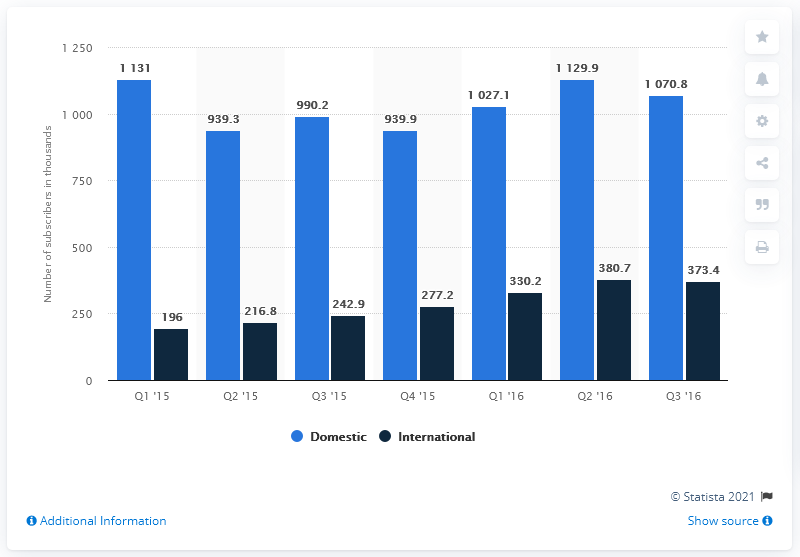 Number of subscribers in thousands
1 250
1 000
750
500
250
0
1 131
196
939.3
216.8
990.2
242.9
939.9
277.2
1 027.1
330.2
1 129.9
380.7
1 070.8
373.4
Q1 '15
Q2 '15
Q3 '15
Q4 '15
Q1 '16
Q2 '16
Q3 '16
Domestic
International
© Statista 2021
Additional Information
Show source